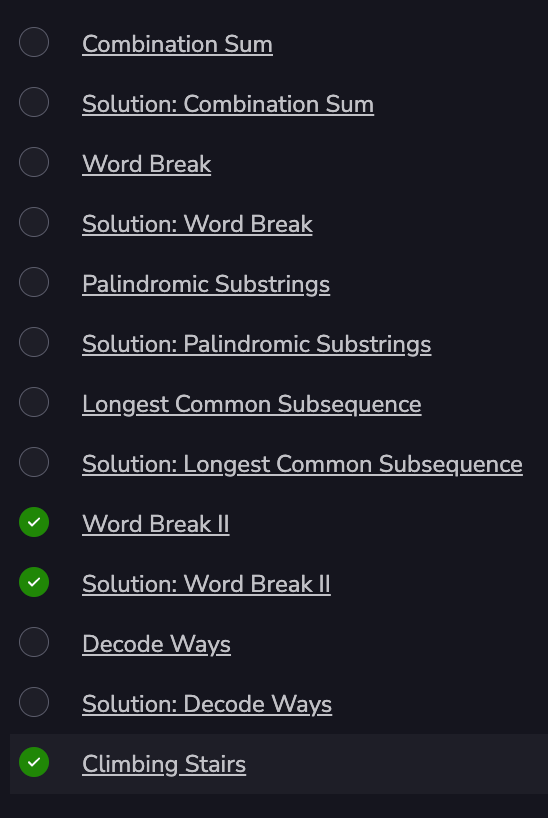 Combination Sum
Solution: Combination Sum
Word Break
Solution: Word Break
Palindromic Substrings
Solution: Palindromic Substrings
Longest Common Subsequence
Solution: Longest Common Subsequence
Word Break II
Solution: Word Break II
Decode Ways
Solution: Decode Ways
Climbing Stairs